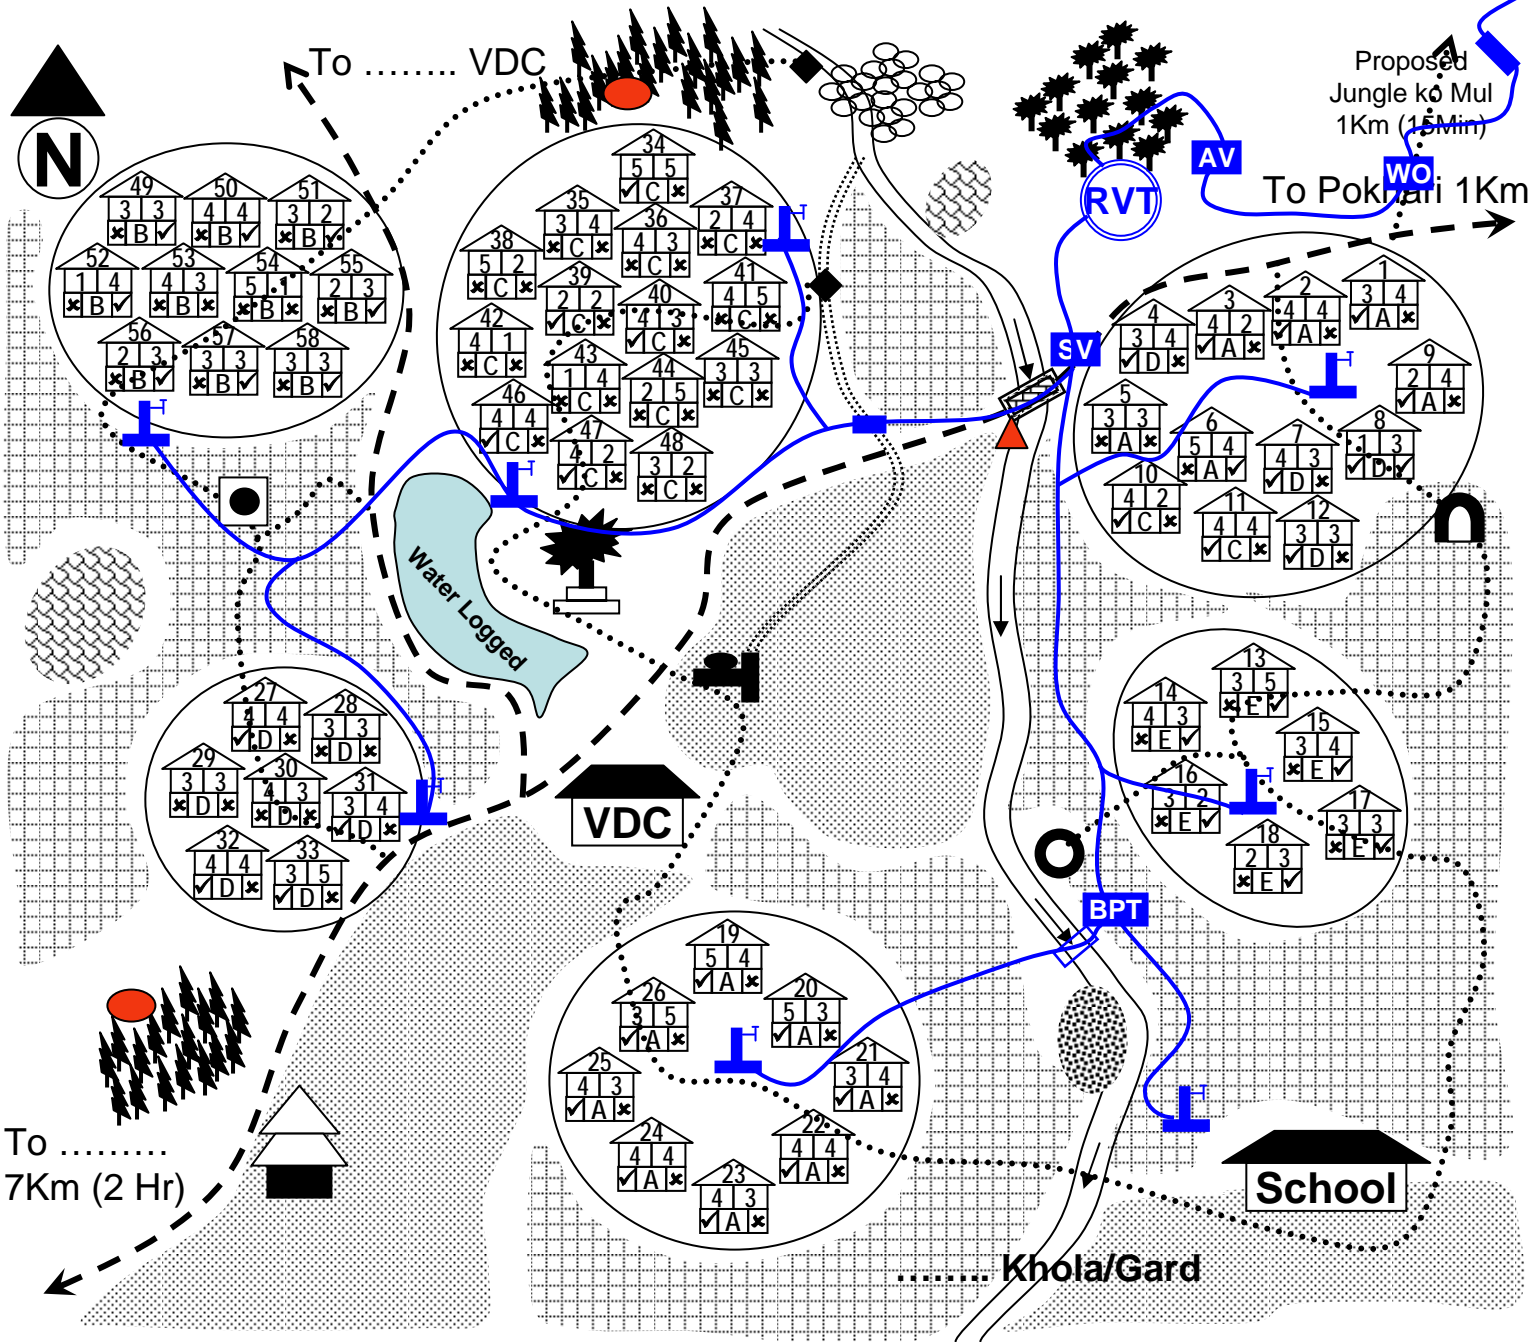 To ........ VDC
Proposed
Jungle ko Mul
1Km (15Min)
N
AV
WO
RVT
To Pokhari 1Km
SV
49
3 3
✖ B ✔
50
4 4
✖ B ✔
51
3 2
✖ B ✔
52
1 4
✖ B ✔
53
4 3
✖ B ✖
54
5
✖ B ✖
55
2 3
✖ B ✔
56
2 3
✖ B ✔
57
3 3
✖ B ✔
58
3 3
✖ B ✔
34
5 5
✔ C ✖
35
3 4
✖ C ✖
36
4 3
✖ C ✖
37
2 4
✖ C ✖
38
5 2
✖ C ✖
39
2 2
✔ C ✖
40
4 3
✔ C ✖
41
4 5
✖ C ✖
42
4 1
✖ C ✖
43
1 4
✖ C ✖
44
2 5
✖ C ✖
45
3 3
✖ C ✖
46
4 4
✔ C ✖
47
4 2
✔ C ✖
48
3 2
✖ C ✖
1
3 4
✖ A ✖
2
4 4
✔ A ✖
3
4 2
✔ A ✖
4
3 4
✔ D ✖
5
3 3
✖ A ✖
6
5 4
✖ A ✔
7
4 3
✔ D ✖
8
1 3
✔ D ✔
9
2 4
✖ A ✖
10
4 2
✔ C ✖
11
4 4
✔ C ✖
12
3 3
✔ D ✖
Water Logged
13
3 5
✖ E ✔
14
4 3
✖ E ✔
15
3 4
✖ E ✔
16
3 2
✖ E ✔
17
3 3
✖ E ✔
18
2 3
✖ E ✔
27
4 4
✔ D ✖
28
3 3
✖ D ✖
29
3 3
✖ D ✖
30
4 3
✖ D ✖
31
3 4
✔ D ✖
32
4 4
✔ D ✖
33
3 5
✔ D ✖
VDC
BPT
19
5 4
✔ A ✖
20
5 3
✔ A ✖
21
3 4
✔ A ✖
22
4 4
✔ A ✖
23
4 3
✔ A ✖
24
4 4
✔ A ✖
25
4 3
✔ A ✖
26
3 5
✔ A ✖
To .........
7Km (2 Hr)
School
........ Khola/Gard